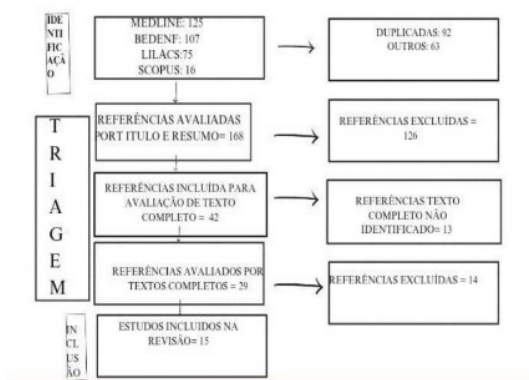 IDE
NTI
FIC
AÇÃ
O
MEDLINE: 125
BEDENF: 107
LILACS:75
SCOPUS: 16
DUPLICADAS: 92
OUTROS: 63
T
R
I
A
G
E
M
REFERÊNCIAS AVALIADAS
PORT ITULO E RESUMO= 168
REFERÊNCIAS EXCLUÍDAS =
126
REFERÊNCIAS INCLUÍDA PARA
AVALIAÇÃO DE TEXTO
COMPLETO = 42
REFERÊNCIAS TEXTO
COMPLETO NÃO
IDENTIFICADO= 13
REFERÊNCIAS AVALIADOS POR
TEXTOS COMPLETOS = 29
REFERÊNCIAS EXCLUÍDAS = 14
IN
CL
US
ÃO
ESTUDOS INCLUIDOS NA
REVISÃO= 15